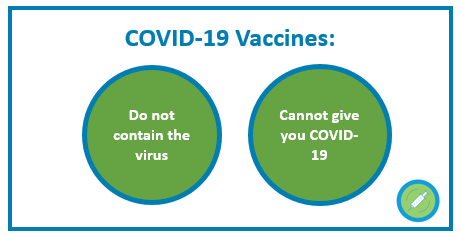 COVID-19 Vaccines:
Do not
contain the
virus
Cannot give
you COVID-
19